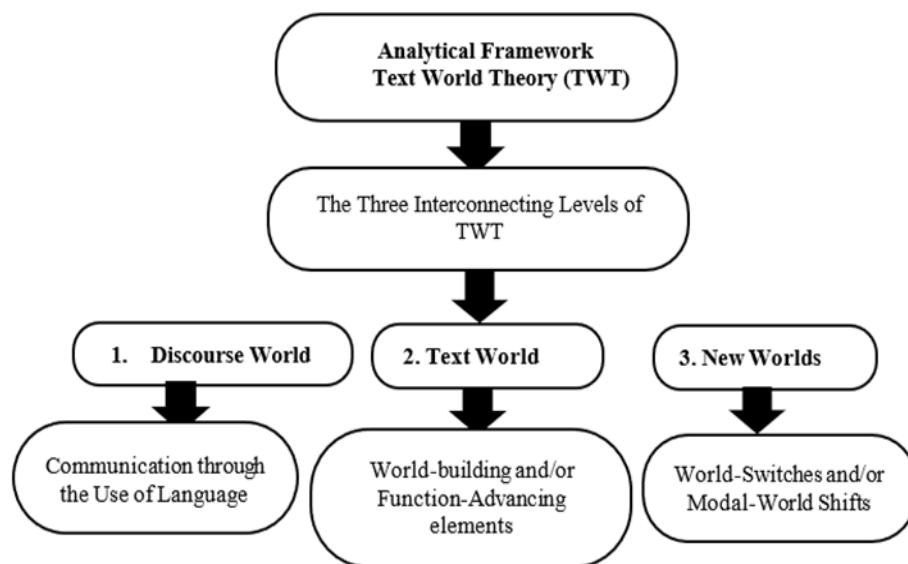 Analytical Framework
Text World Theory (TWT)
The Three Interconnecting Levels of
TWT
1. Discourse World
2. Text World
3. New Worlds
Communication through
the Use of Language
World-building and/or
Function-Advancing
elements
World-Switches and/or
Modal-World Shifts